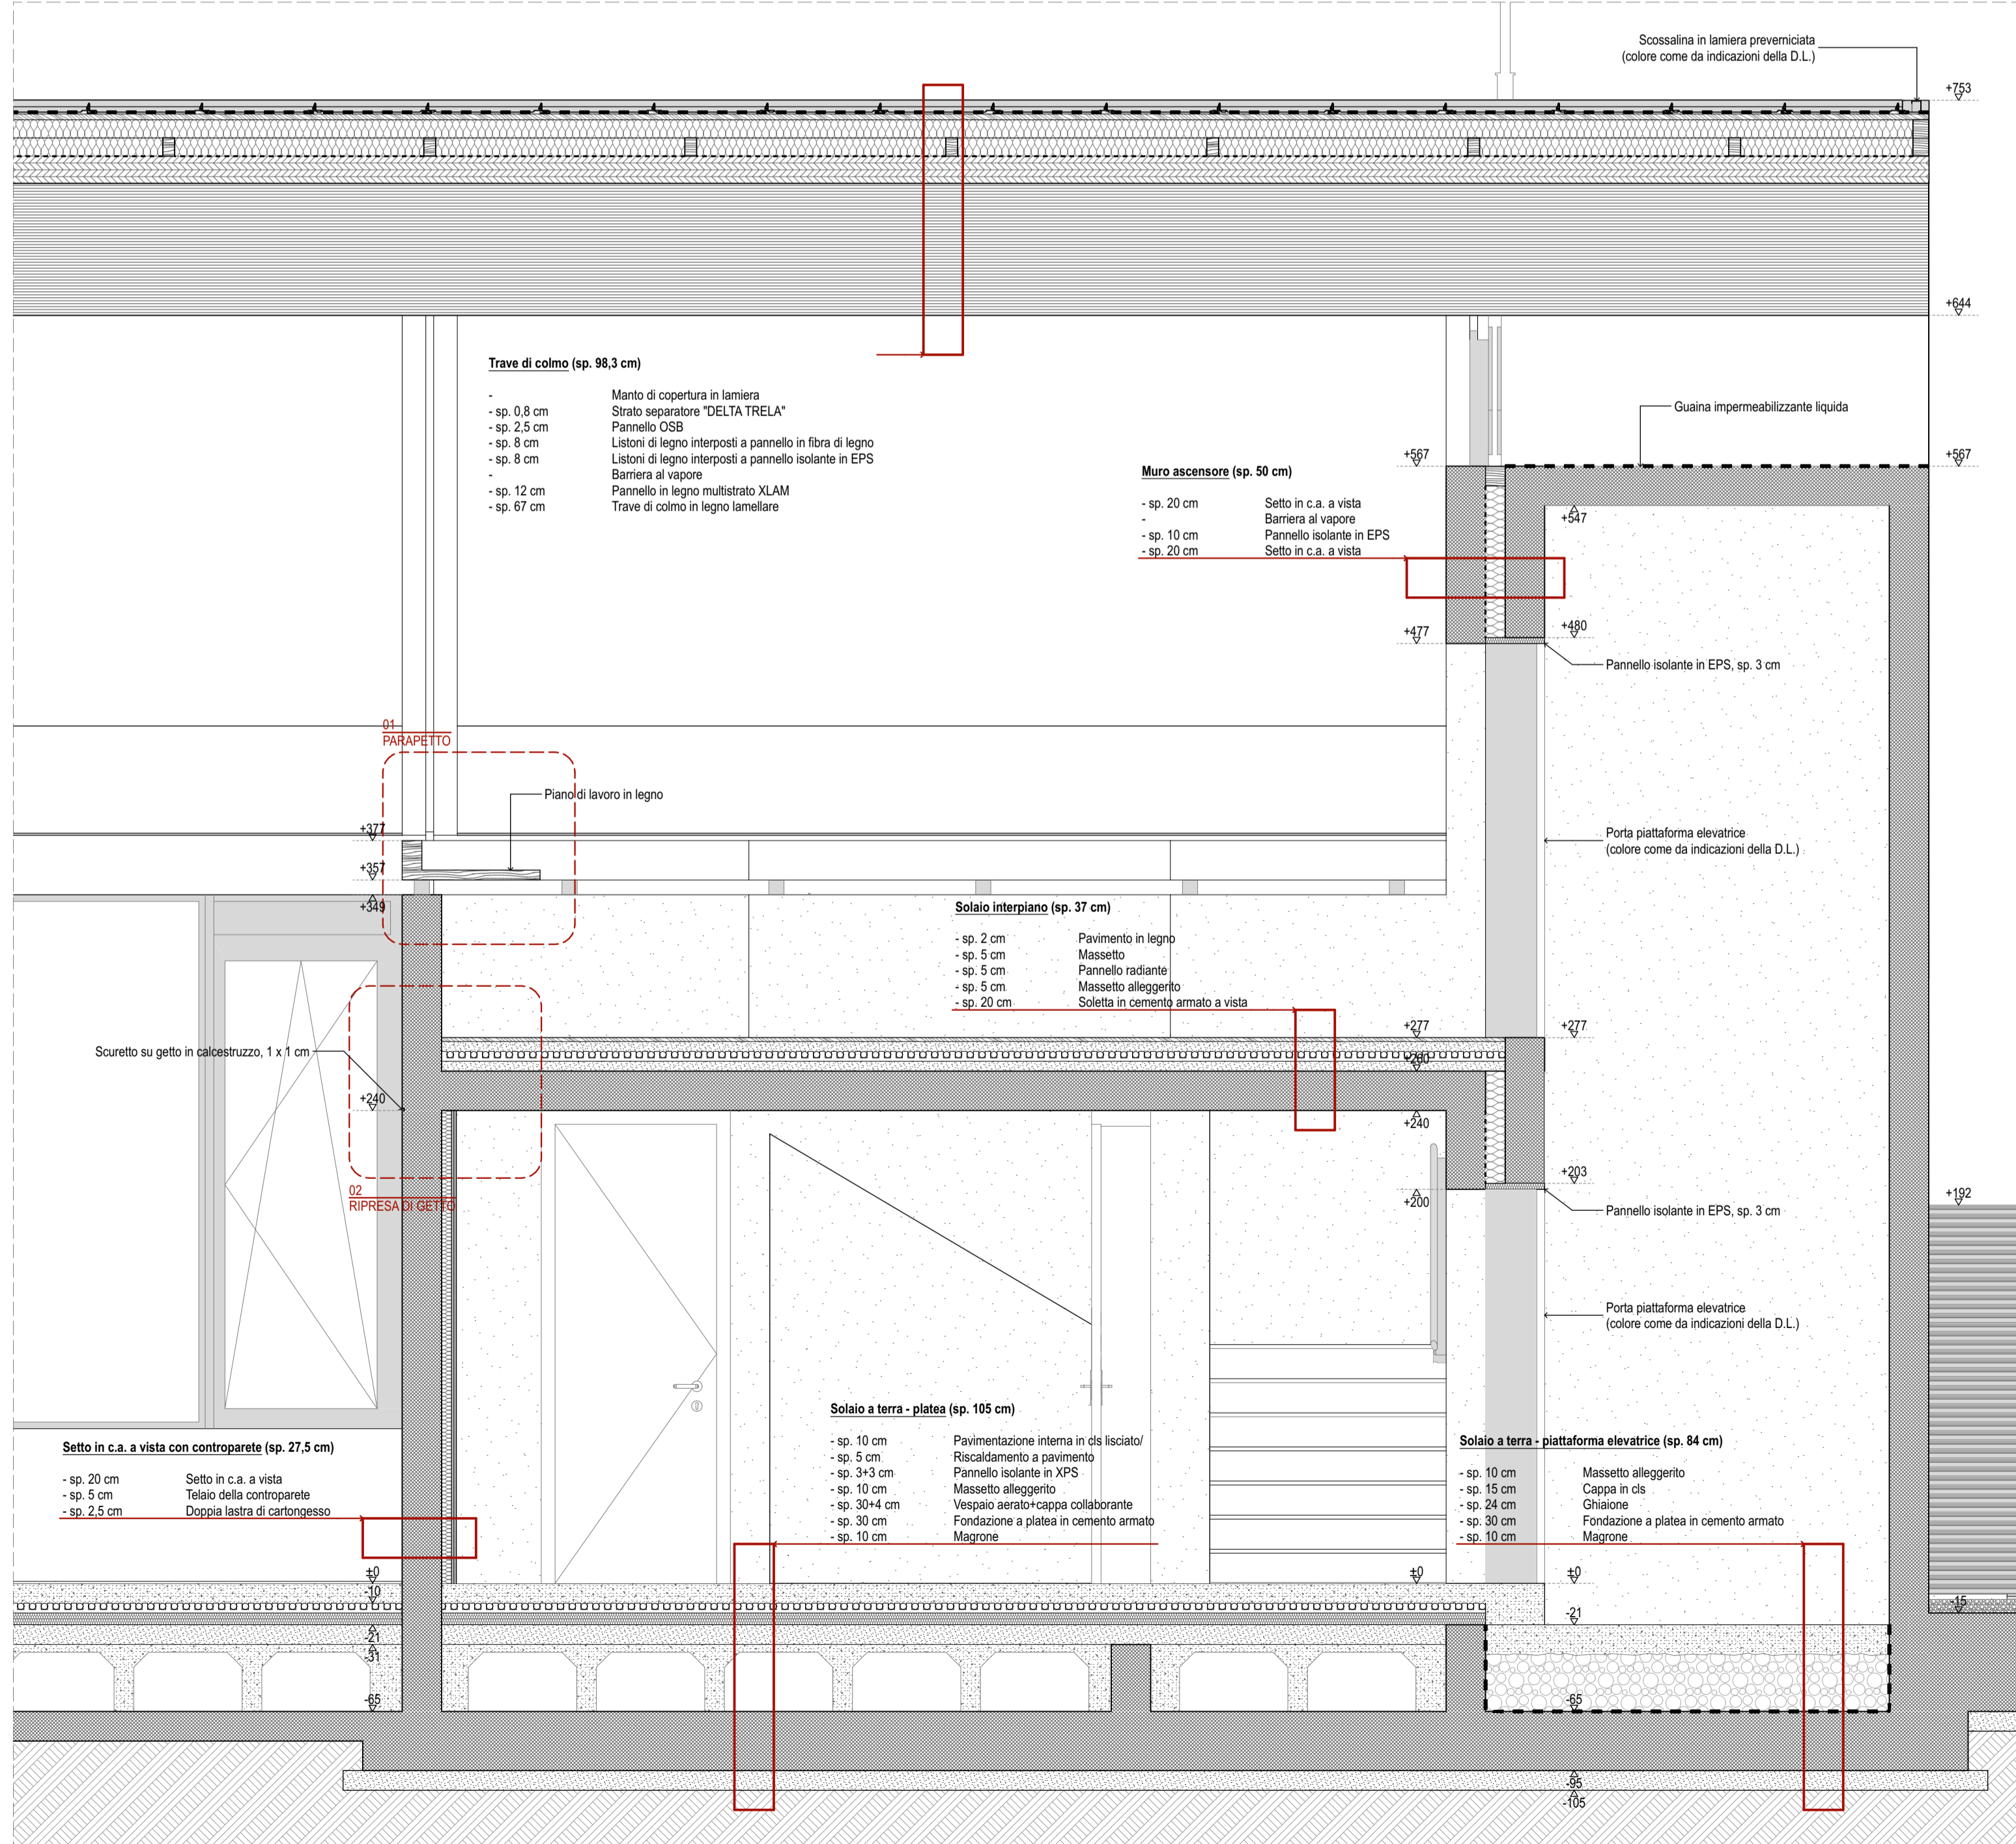 Scossalina in lamiera preverniciata
(colore come da indicazioni della D.L.)
+753
+644
Trave di colmo (sp. 98,3 cm)
- Manto di copertura in lamiera
- sp. 0,8 cm Strato separatore "DELTA TRELA"
- sp. 2,5 cm Pannello OSB
- sp. 8 cm Listoni di legno interposti a pannello in fibra di legno
- sp. 8 cm Listoni di legno interposti a pannello isolante in EPS
- Barriera al vapore
- sp. 12 cm Pannello in legno multistrato XLAM
- sp. 67 cm Trave di colmo in legno lamellare
Guaina impermeabilizzante liquida
+567
+567
Muro ascensore (sp. 50 cm)
- sp. 20 cm Setto in c.a. a vista
- Barriera al vapore
- sp. 10 cm Pannello isolante in EPS
- sp. 20 cm Setto in c.a. a vista
+547
+477
+480
Pannello isolante in EPS, sp. 3 cm
01
PARAPETTO
Piano di lavoro in legno
+377
+357
+349
Porta piattaforma elevatrice
(colore come da indicazioni della D.L.)
Solaio interpiano (sp. 37 cm)
- sp. 2 cm Pavimento in legno
- sp. 5 cm Massetto
- sp. 5 cm Pannello radiante
- sp. 5 cm Massetto alleggerito
- sp. 20 cm Soletta in cemento armato a vista
+277
+277
+260
Scuretto su getto in calcestruzzo, 1 x 1 cm
+240
+240
+203
+200
02
RIPRESA DI GETTO
+192
Pannello isolante in EPS, sp. 3 cm
Porta piattaforma elevatrice
(colore come da indicazioni della D.L.)
Setto in c.a. a vista con controparete (sp. 27,5 cm)
- sp. 20 cm Setto in c.a. a vista
- sp. 5 cm Telaio della controparete
- sp. 2,5 cm Doppia lastra di cartongesso
Solaio a terra - platea (sp. 105 cm)
- sp. 10 cm Pavimentazione interna in cls lisciato/
- sp. 5 cm Riscaldamento a pavimento
- sp. 3+3 cm Pannello isolante in XPS
- sp. 10 cm Massetto alleggerito
- sp. 30+4 cm Vespaio aerato+cappa collaborante
- sp. 30 cm Fondazione a platea in cemento armato
- sp. 10 cm Magrone
Solaio a terra - piattaforma elevatrice (sp. 84 cm)
- sp. 10 cm Massetto alleggerito
- sp. 15 cm Cappa in cls
- sp. 24 cm Ghiaione
- sp. 30 cm Fondazione a platea in cemento armato
- sp. 10 cm Magrone
±0
-10
±0
±0
-15
-21
-31
-21
-65
-65
-95
-105